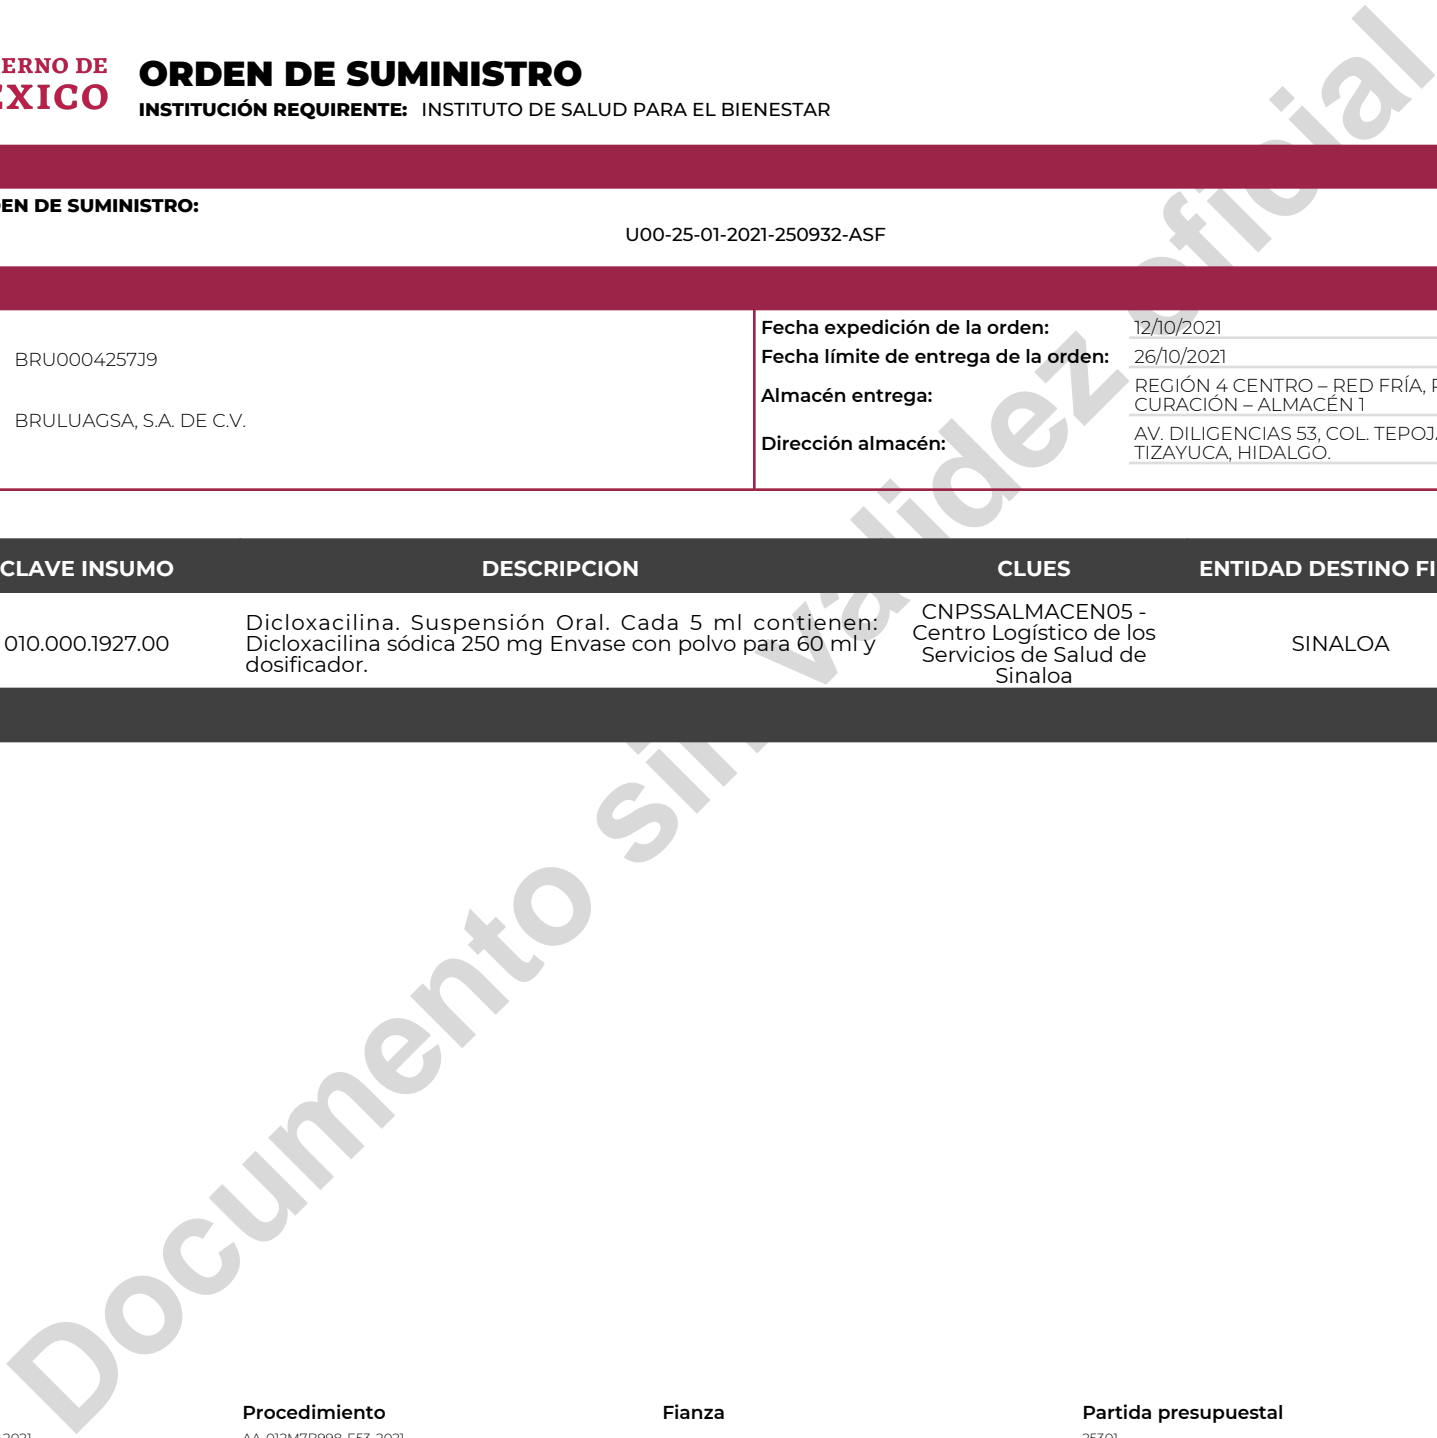 ERNO DE
ORDEN DE SUMINISTRO
INSTITUCIÓN REQUIRENTE: INSTITUTO DE SALUD PARA EL BIENESTAR
EXICO
EN DE SUMINISTRO:
U00-25-01-2021-250932-ASF
BRU0004257J9
BRULUAGSA, S.A. DE C.V.
Fecha expedición de la orden: 12/10/2021
Fecha límite de entrega de la orden: 26/10/2021
Almacén entrega: REGIÓN 4 CENTRO – RED FRÍA,
CURACIÓN – ALMACÉN 1
Dirección almacén: AV. DILIGENCIAS 53, COL. TEPOJ
TIZAYUCA, HIDALGO.
CLAVE INSUMO DESCRIPCION CLUES ENTIDAD DESTINO FI
010.000.1927.00
Dicloxacilina. Suspensión Oral. Cada 5 ml contienen:
Dicloxacilina sódica 250 mg Envase con polvo para 60 ml y
dosificador.
CNPSSALMACEN05 -
Centro Logístico de los
Servicios de Salud de
Sinaloa
SINALOA
Documento sin validez oficial
Procedimiento Fianza Partida presupuestal